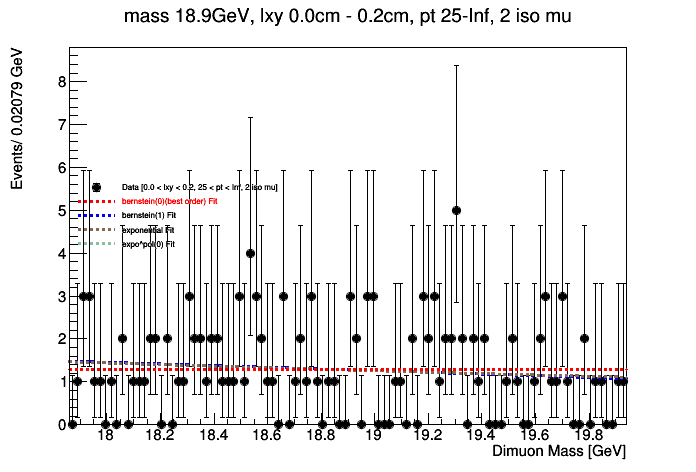 mass 18.9GeV, lxy 0.0cm - 0.2cm, pt 25-Inf, 2 iso mu
Events/ 0.02079 GeV
8
7
6
Data [0.0 < lxy < 0.2, 25 < pt < Inf, 2 iso mu]
bernstein(0)(best order) Fit
5
bernstein(1) Fit
exponential Fit
4
expo*pol(0) Fit
3
2
1
0
18 18.2 18.4 18.6 18.8 19 19.2 19.4 19.6 19.8
Dimuon Mass [GeV]